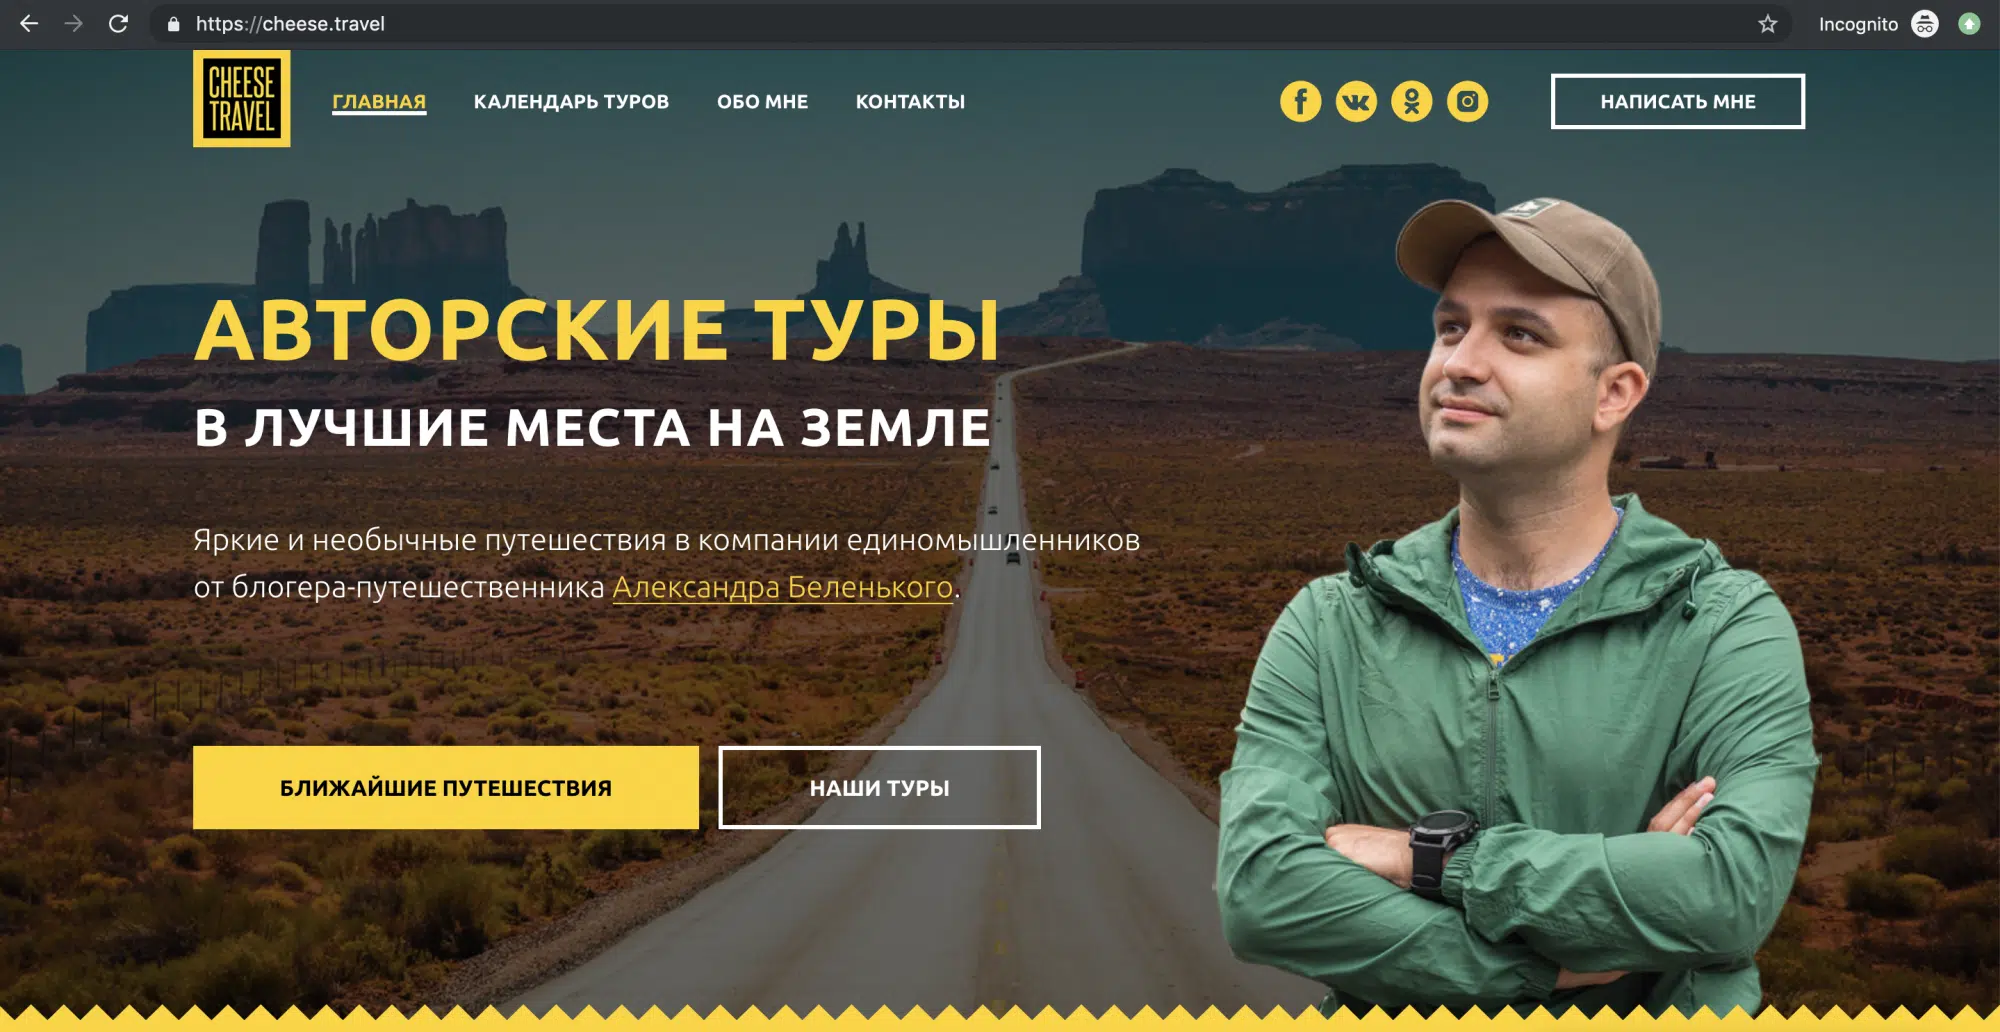 https://cheese.travel
Incognito
CHEESE
TRAVEL
ГЛАВНАЯ
КАЛЕНДАРЬ ТУРОВ
ОБО МНЕ
КОНТАКТЫ
НАПИСАТЬ МНЕ
АВТОРСКИЕ ТУРЫ
В ЛУЧШИЕ МЕСТА НА ЗЕМЛЕ
Яркие и необычные путешествия в компании единомышленников
от блогера-путешественника Александра Беленького.
БЛИЖАЙШИЕ ПУТЕШЕСТВИЯ
НАШИ ТУРЫ